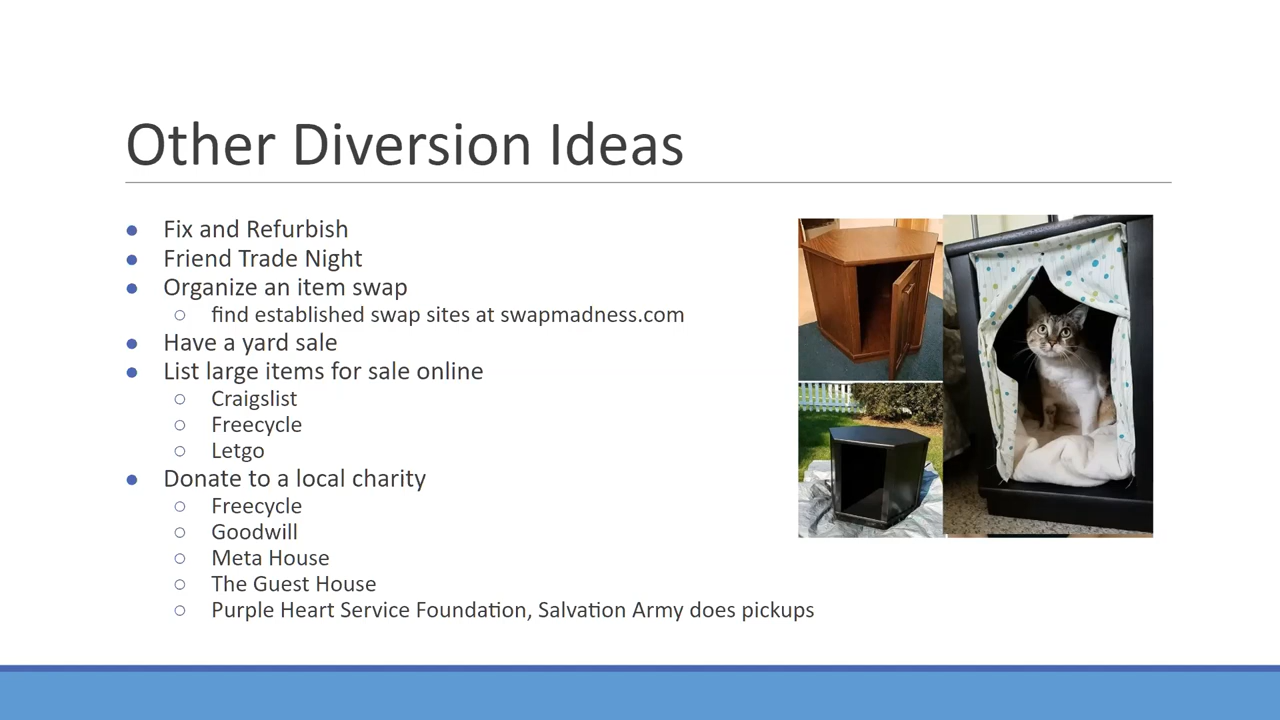 Other Diversion Ideas
● Fix and Refurbish
● Friend Trade Night
● Organize an item swap
○ find established swap sites at swapmadness.com
● Have a yard sale
● List large items for sale online
○ Craigslist
○ Freecycle
○ Letgo
● Donate to a local charity
○ Freecycle
○ Goodwill
○ Meta House
○ The Guest House
○ Purple Heart Service Foundation, Salvation Army does pickups